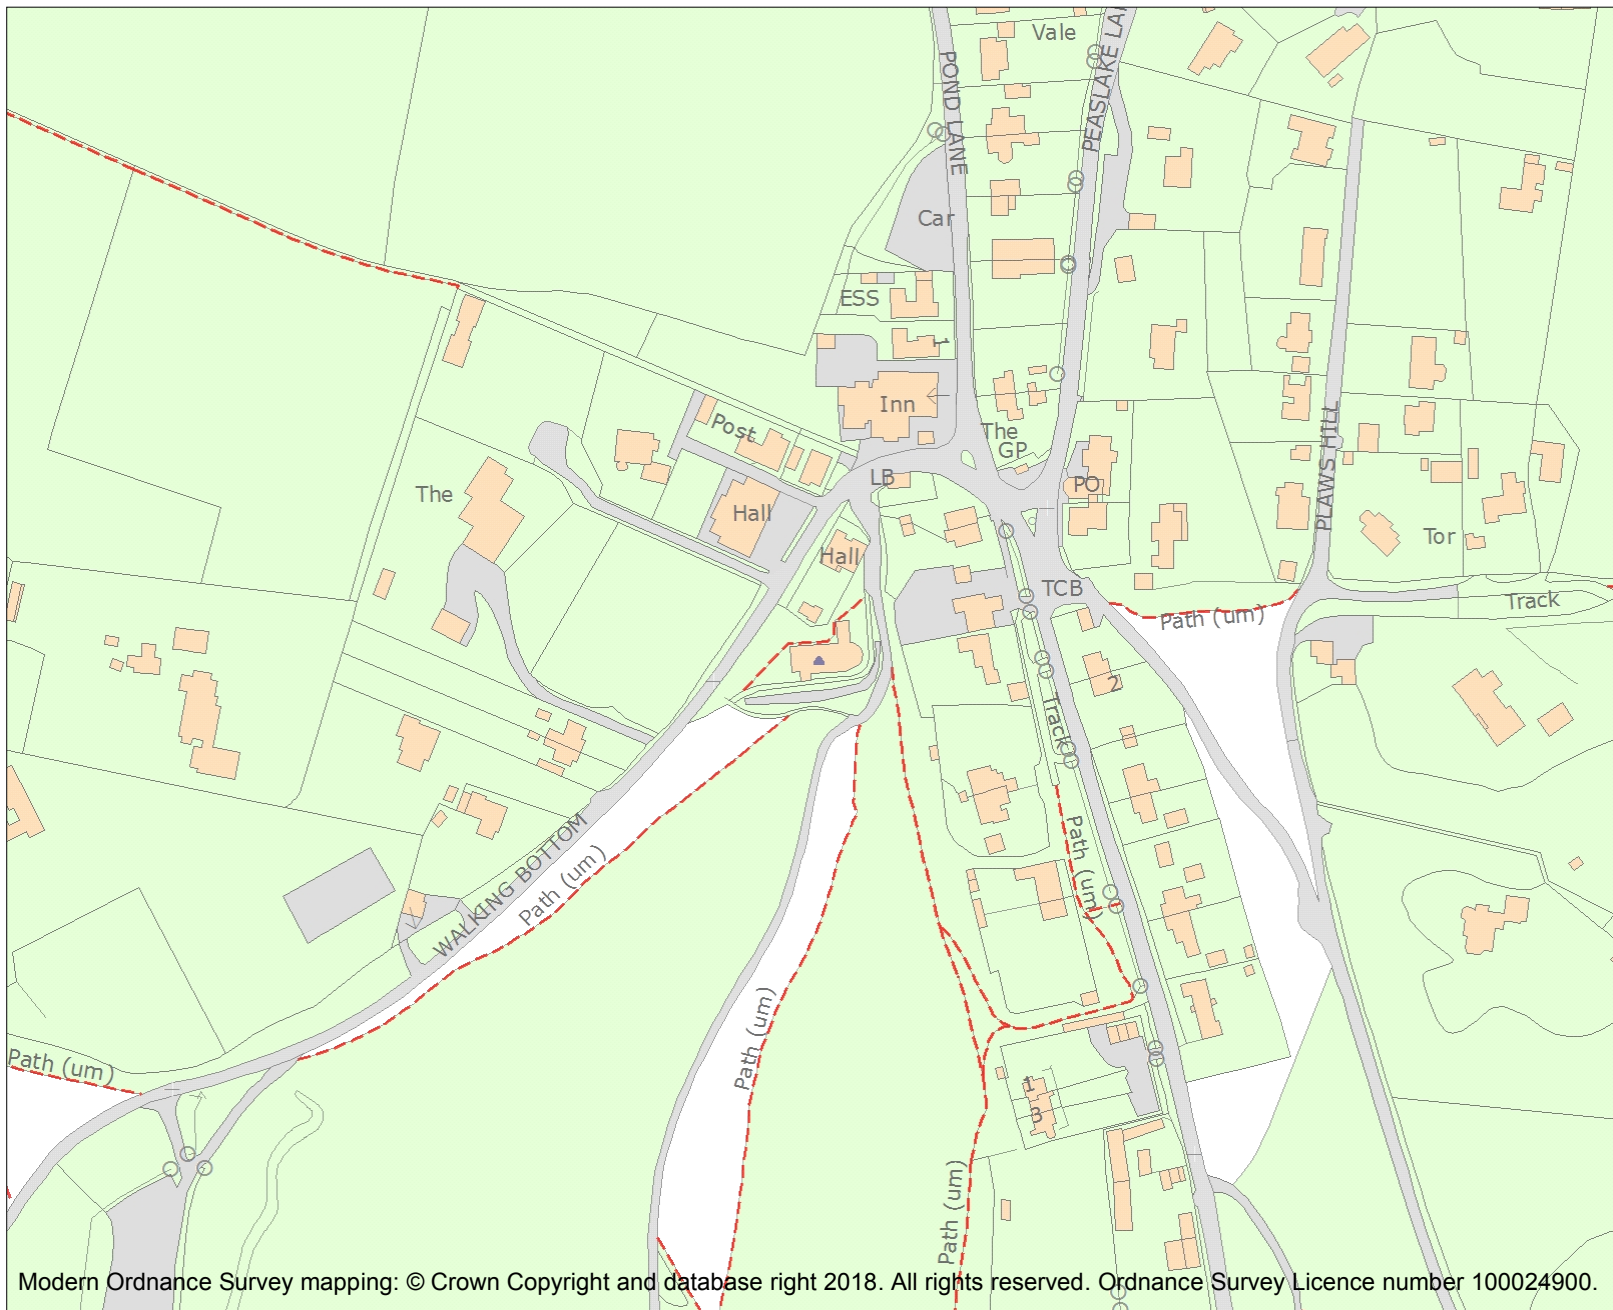 Vale
POND LANE
PEASLAKE LA
Car
ESS
1
Inn
The
GP
Post
LB
PO
The
Hall
Hall
PLAWS HILL
Tor
TCB
Path (um)
Track
2
Track
WALKING BOTTOM
Path (um)
Path (um)
Path (um)
Path (um)
1
3
Path (um)
Modern Ordnance Survey mapping: © Crown Copyright and database right 2018. All rights reserved. Ordnance Survey Licence number 100024900.